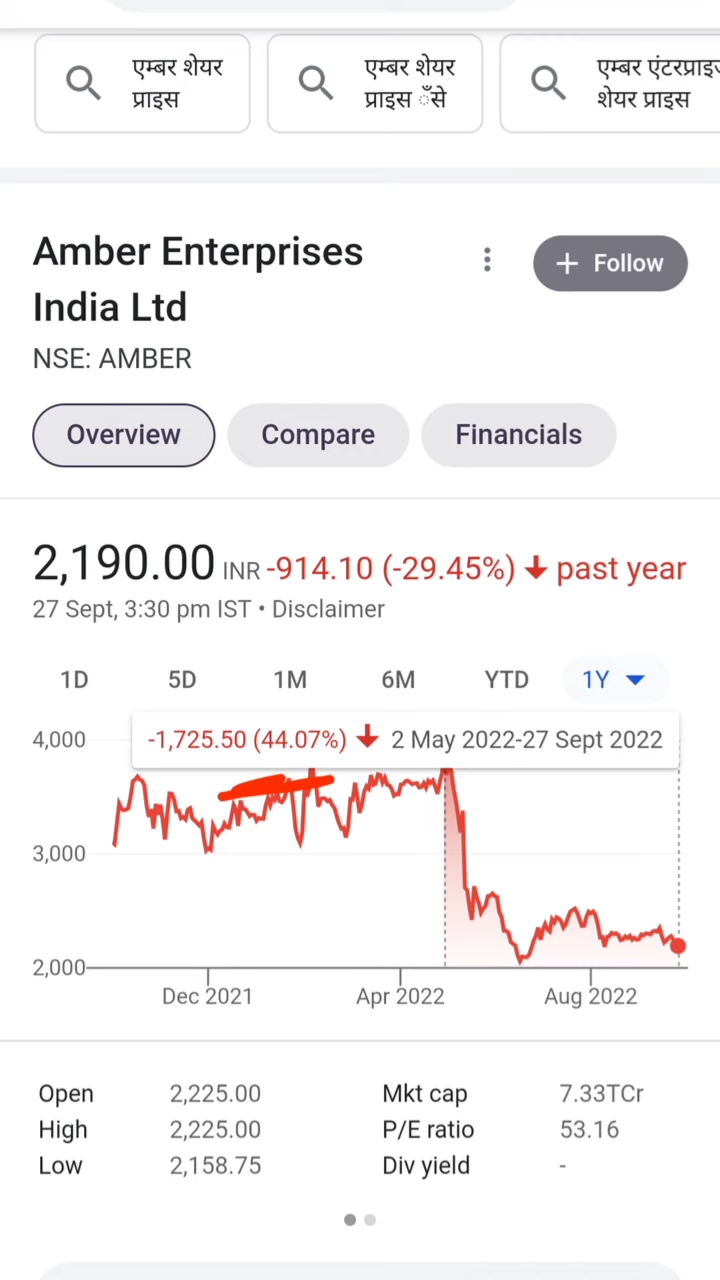 एम्बर शेयर
प्राइस
एम्बर शेयर
प्राइस ँसे
एम्बर एंटरप्राइज
शेयर प्राइस
Amber Enterprises
India Ltd
+ Follow
NSE: AMBER
Overview
Compare
Financials
2,190.00 INR -914.10 (-29.45%) ↓ past year
27 Sept, 3:30 pm IST • Disclaimer
1D 5D 1M 6M YTD 1Y
-1,725.50 (44.07%) ↓ 2 May 2022-27 Sept 2022
4,000
3,000
2,000
Dec 2021 Apr 2022 Aug 2022
Open 2,225.00 Mkt cap 7.33TCr
High 2,225.00 P/E ratio 53.16
Low 2,158.75 Div yield -